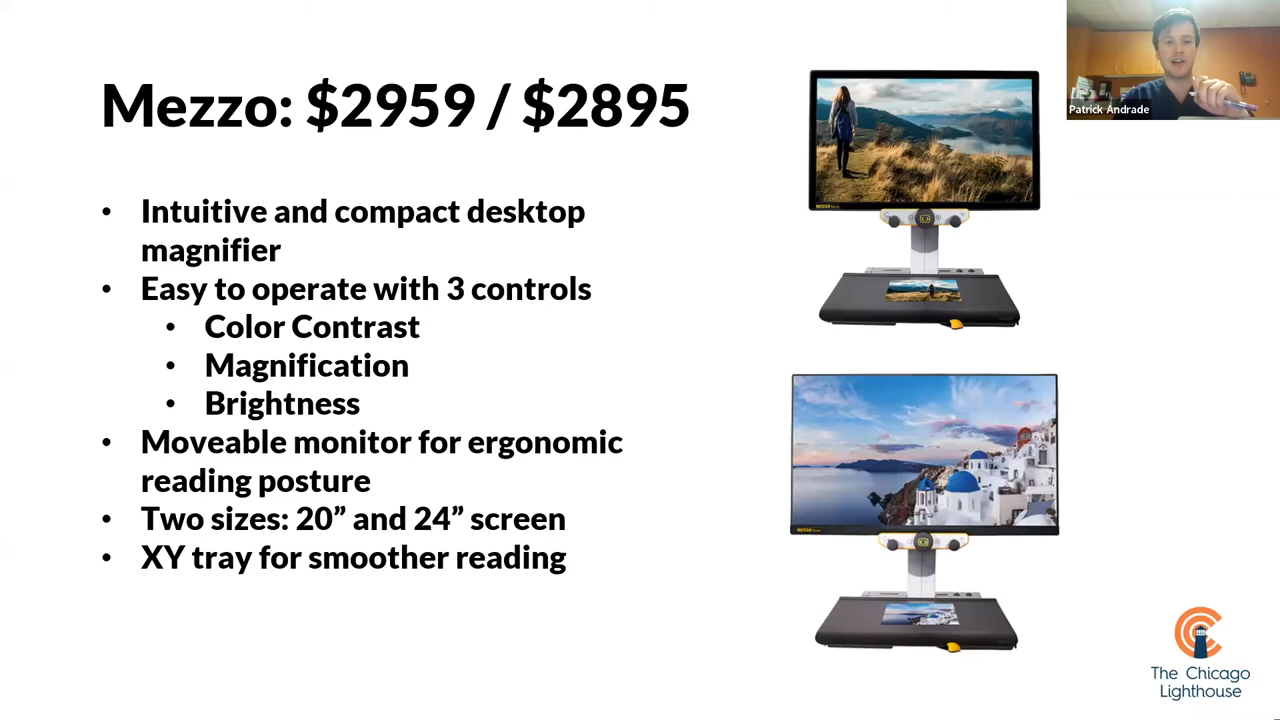 Mezzo: $2959 / $2895
• Intuitive and compact desktop
magnifier
• Easy to operate with 3 controls
• Color Contrast
• Magnification
• Brightness
• Moveable monitor for ergonomic
reading posture
• Two sizes: 20” and 24” screen
• XY tray for smoother reading
Patrick Andrade
The Chicago
Lighthouse